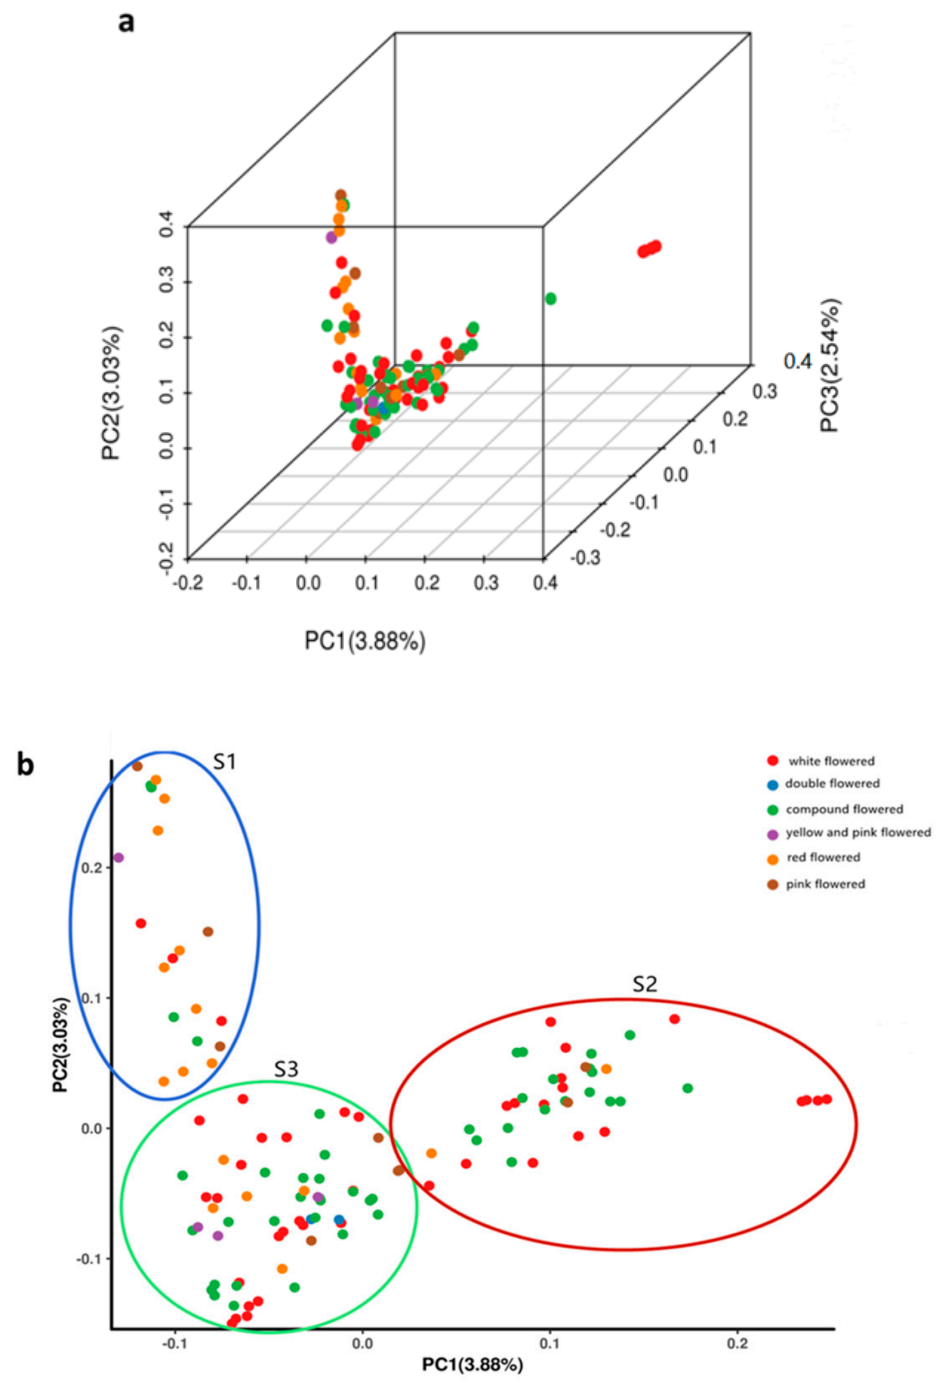 a
0.4
0.3
0.2
0.1
0.0
-0.1
-0.2
PC2(3.03%)
-0.2 -0.1 0.0 0.1 0.2 0.3 0.4
PC1(3.88%)
0.4
0.3
0.2
0.1
0.0
-0.1
-0.2
-0.3
PC3(2.54%)
b
S1
S2
S3
white flowered
double flowered
compound flowered
yellow and pink flowered
red flowered
pink flowered
0.2
0.1
0.0
-0.1
PC2(3.03%)
-0.1 0.0 0.1 0.2
PC1(3.88%)